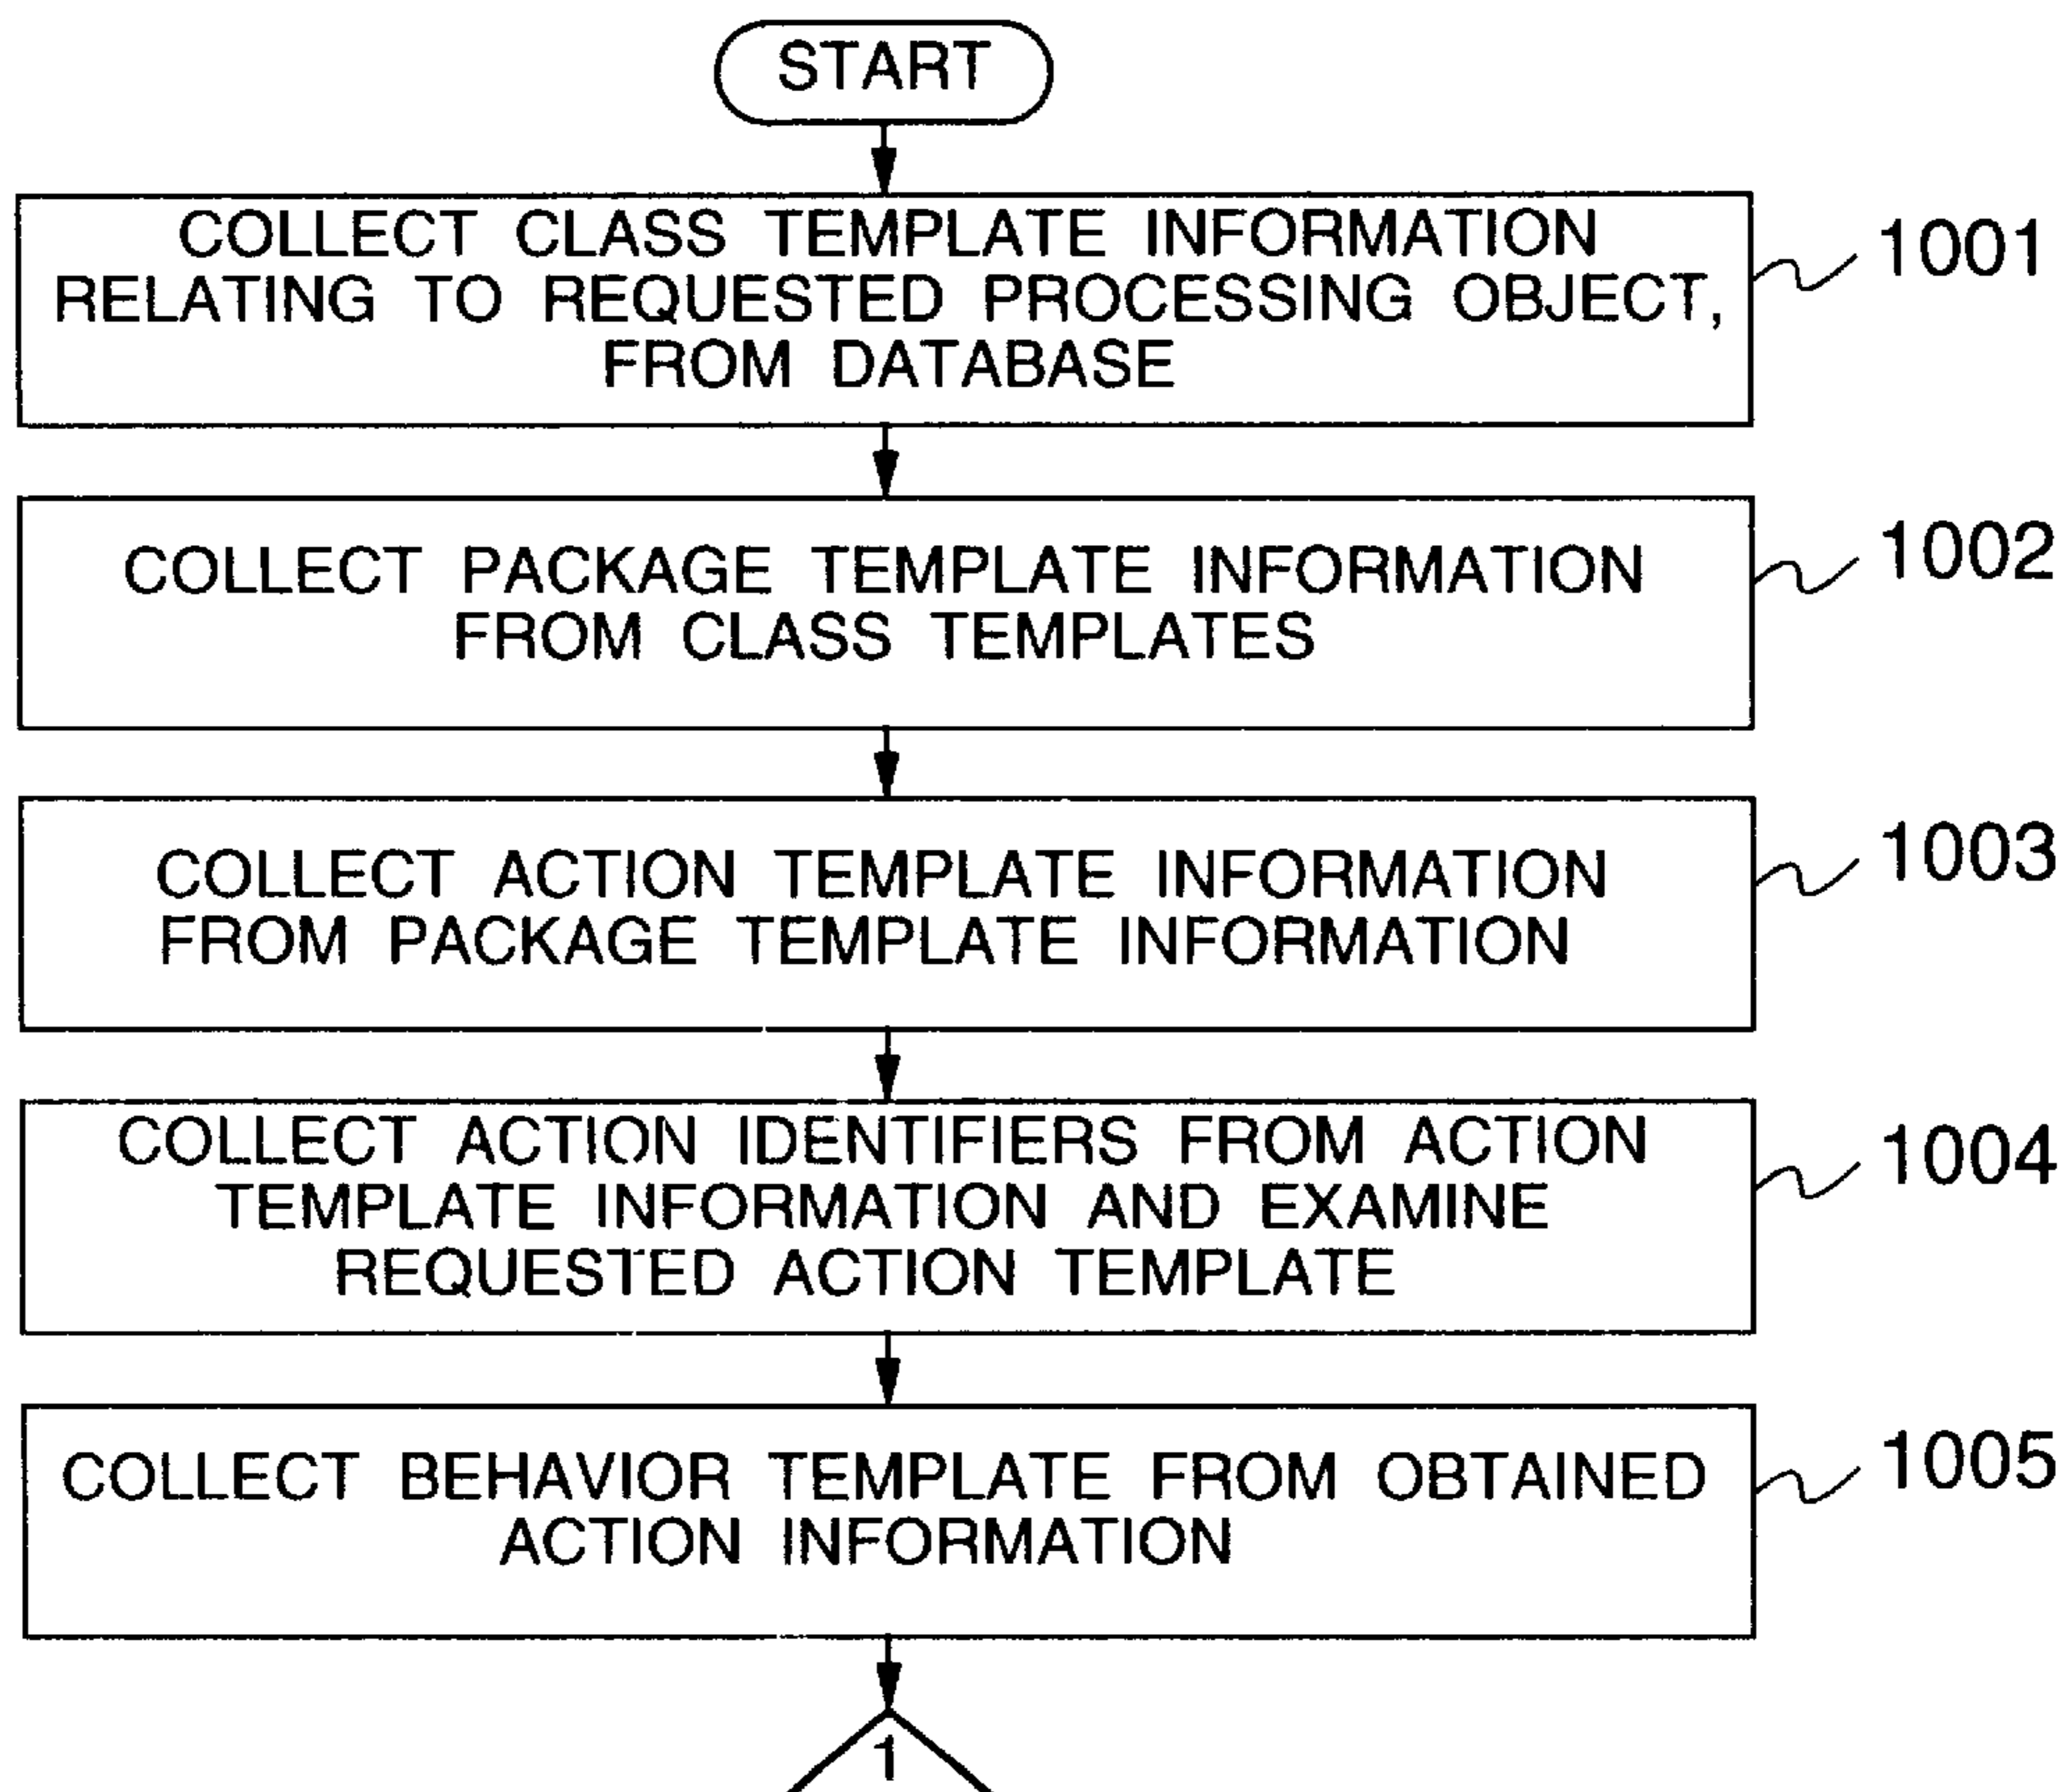 START
COLLECT CLASS TEMPLATE INFORMATION
RELATING TO REQUESTED PROCESSING OBJECT,
FROM DATABASE
1001
COLLECT PACKAGE TEMPLATE INFORMATION
FROM CLASS TEMPLATES
1002
COLLECT ACTION TEMPLATE INFORMATION
FROM PACKAGE TEMPLATE INFORMATION
1003
COLLECT ACTION IDENTIFIERS FROM ACTION
TEMPLATE INFORMATION AND EXAMINE
REQUESTED ACTION TEMPLATE
1004
COLLECT BEHAVIOR TEMPLATE FROM OBTAINED
ACTION INFORMATION
1005
1